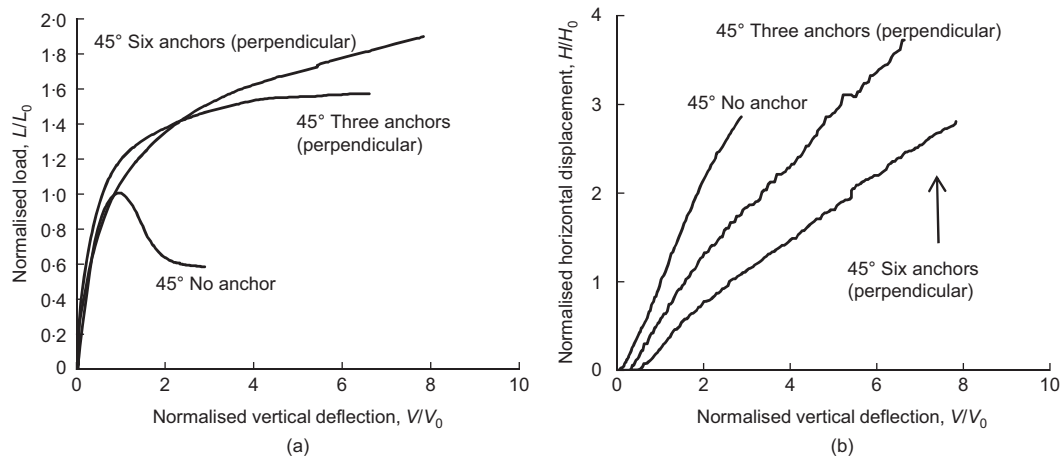 2·0
1·8
1·6
1·4
1·2
1·0
0·8
0·6
0·4
0·2
0
Normalised load, L/L0
45° Six anchors (perpendicular)
45° Three anchors
(perpendicular)
45° No anchor
0 2 4 6 8 10
Normalised vertical deflection, V/V0
(a)
4
3
2
1
0
Normalised horizontal displacement, H/H0
45° Three anchors (perpendicular)
45° No anchor
45° Six anchors
(perpendicular)
0 2 4 6 8 10
Normalised vertical deflection, V/V0
(b)